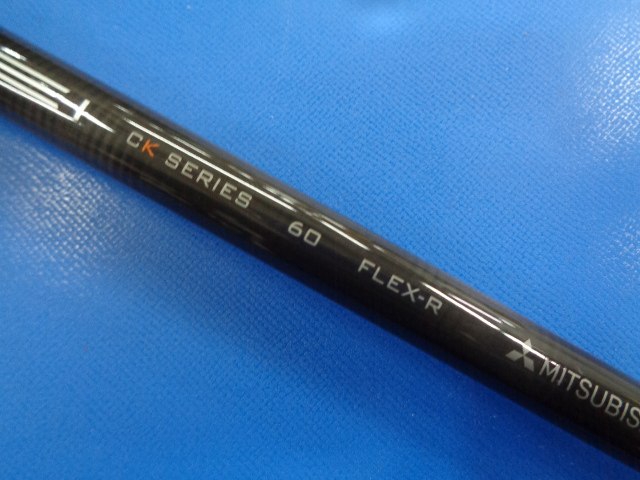 CK SERIES 60 FLEX-R MITSUBIS